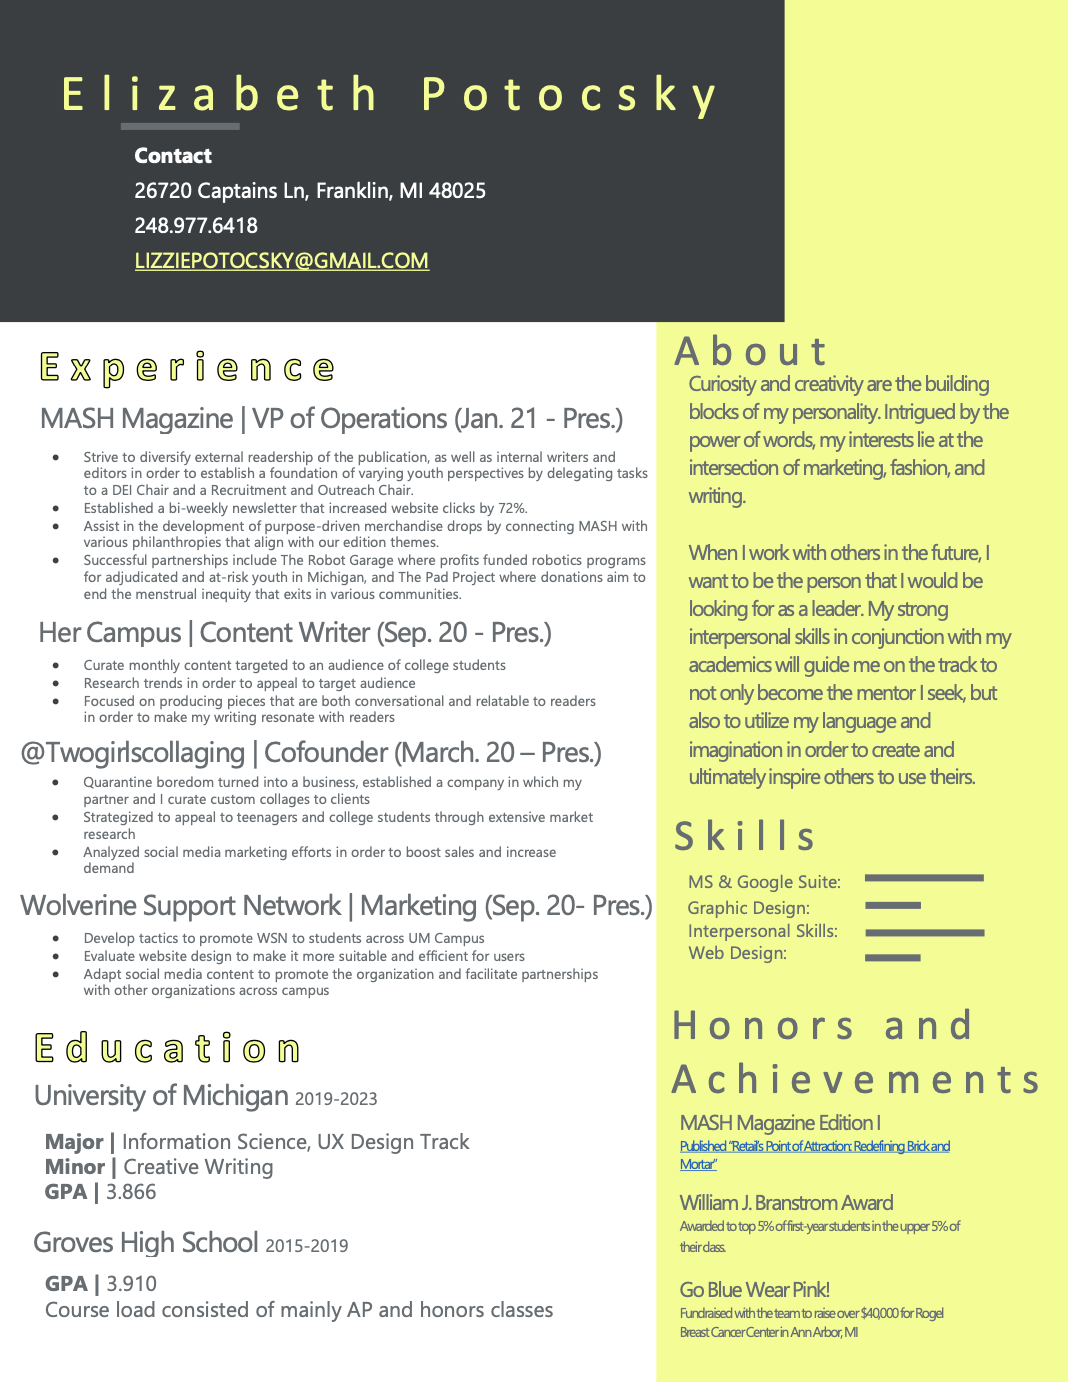 Elizabeth Potocsky
Contact
26720 Captains Ln, Franklin, MI 48025
248.977.6418
LIZZIEPOTOCSKY@GMAIL.COM
Experience
MASH Magazine | VP of Operations (Jan. 21 - Pres.)
● Strive to diversify external readership of the publication, as well as internal writers and
editors in order to establish a foundation of varying youth perspectives by delegating tasks
to a DEI Chair and a Recruitment and Outreach Chair.
● Established a bi-weekly newsletter that increased website clicks by 72%.
● Assist in the development of purpose-driven merchandise drops by connecting MASH with
various philanthropies that align with our edition themes.
● Successful partnerships include The Robot Garage where profits funded robotics programs
for adjudicated and at-risk youth in Michigan, and The Pad Project where donations aim to
end the menstrual inequity that exits in various communities.
Her Campus | Content Writer (Sep. 20 - Pres.)
● Curate monthly content targeted to an audience of college students
● Research trends in order to appeal to target audience
● Focused on producing pieces that are both conversational and relatable to readers
in order to make my writing resonate with readers
@Twogirlscollaging | Cofounder (March. 20 – Pres.)
● Quarantine boredom turned into a business, established a company in which my
partner and I curate custom collages to clients
● Strategized to appeal to teenagers and college students through extensive market
research
● Analyzed social media marketing efforts in order to boost sales and increase
demand
Wolverine Support Network | Marketing (Sep. 20- Pres.)
● Develop tactics to promote WSN to students across UM Campus
● Evaluate website design to make it more suitable and efficient for users
● Adapt social media content to promote the organization and facilitate partnerships
with other organizations across campus
Education
University of Michigan 2019-2023
Major | Information Science, UX Design Track
Minor | Creative Writing
GPA | 3.866
Groves High School 2015-2019
GPA | 3.910
Course load consisted of mainly AP and honors classes
About
Curiosity and creativity are the building
blocks of my personality. Intrigued by the
power of words, my interests lie at the
intersection of marketing, fashion, and
writing.
When I work with others in the future, I
want to be the person that I would be
looking for as a leader. My strong
interpersonal skills in conjunction with my
academics will guide me on the track to
not only become the mentor I seek, but
also to utilize my language and
imagination in order to create and
ultimately inspire others to use theirs.
Skills
MS & Google Suite:
Graphic Design:
Interpersonal Skills:
Web Design:
Honors and
Achievements
MASH Magazine Edition I
Published "Retail's Point of Attraction: Redefining Brick and
Mortar"
William J. Branstrom Award
Awarded to top 5% of first-year students in the upper 5% of
their class.
Go Blue Wear Pink!
Fundraised with the team to raise over $40,000 for Rogel
Breast Cancer Center in Ann Arbor, MI